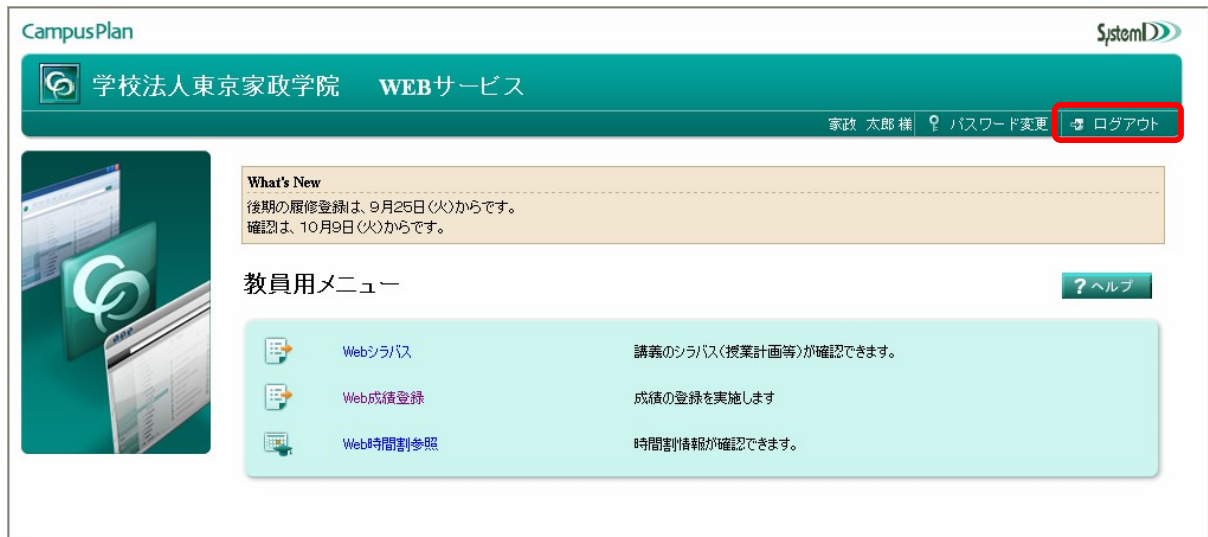 CampusPlan
SystemD
学校法人東京家政学院 WEBサービス
家政 太郎 様 パスワード変更 ログアウト
What's New
後期の履修登録は、9月25日(火)からです。
確認は、10月9日(火)からです。
教員用メニュー
?ヘルプ
Webシラバス 講義のシラバス(授業計画等)が確認できます。
Web成績登録 成績の登録を実施します
Web時間割参照 時間割情報が確認できます。